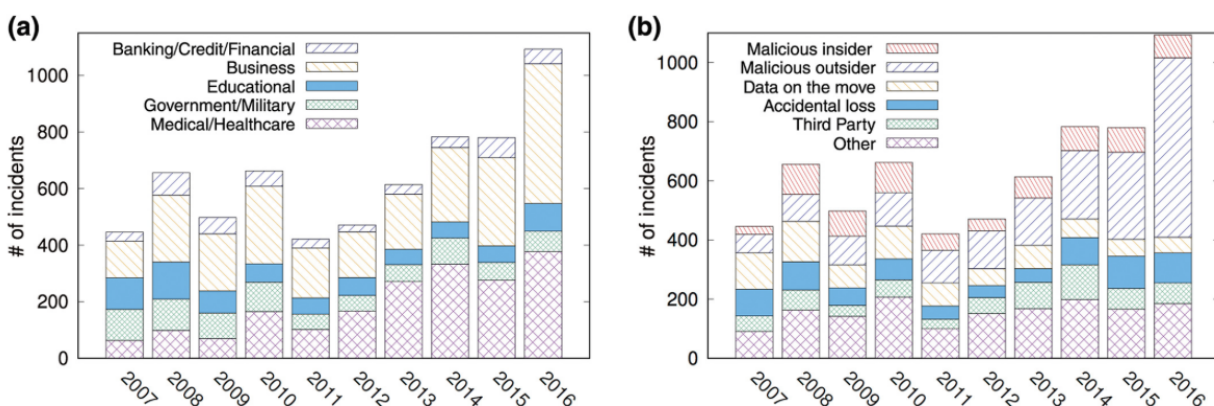 (a)
# of incidents
1000
800
600
400
200
0
Banking/Credit/Financial
Business
Educational
Government/Military
Medical/Healthcare
2007
2008
2009
2010
2011
2012
2013
2014
2015
2016
(b)
# of incidents
1000
800
600
400
200
0
Malicious insider
Malicious outsider
Data on the move
Accidental loss
Third Party
Other
2007
2008
2009
2010
2011
2012
2013
2014
2015
2016